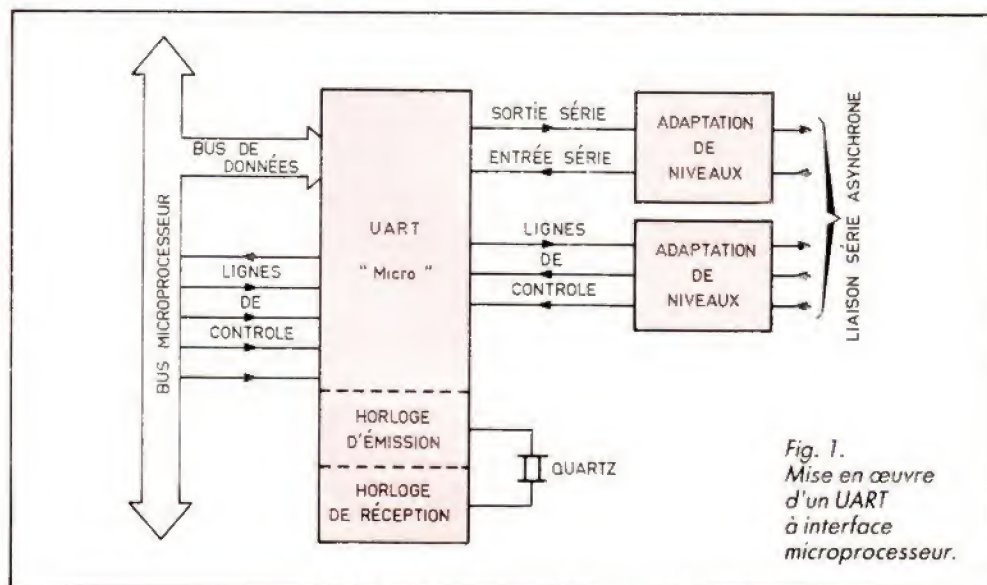 BUS MICROPROCESSEUR
BUS DE
DONNÉES
LIGNES
DE
CONTROLE
UART
" Micro "
HORLOGE
D'ÉMISSION
HORLOGE
DE RÉCEPTION
SORTIE SÉRIE
ENTRÉE SÉRIE
LIGNES
DE
CONTROLE
QUARTZ
ADAPTATION
DE
NIVEAUX
ADAPTATION
DE
NIVEAUX
LIAISON SÉRIE ASYNCHRONE
Fig. 1.
Mise en œuvre
d'un UART
à interface
microprocesseur.